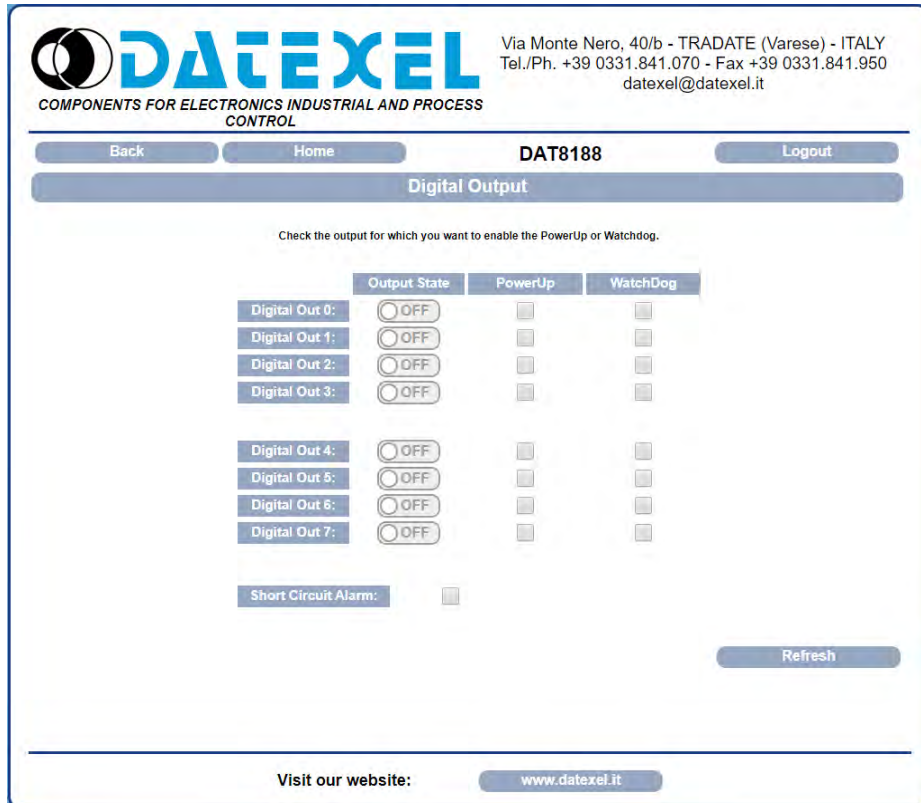 DATEXEL
COMPONENTS FOR ELECTRONICS INDUSTRIAL AND PROCESS
CONTROL
Via Monte Nero, 40/b - TRADATE (Varese) - ITALY
Tel./Ph. +39 0331.841.070 - Fax +39 0331.841.950
datexel@datexel.it
Back Home DAT8188 Logout
Digital Output
Check the output for which you want to enable the PowerUp or Watchdog.
Output State PowerUp WatchDog
Digital Out 0: OFF
Digital Out 1: OFF
Digital Out 2: OFF
Digital Out 3: OFF
Digital Out 4: OFF
Digital Out 5: OFF
Digital Out 6: OFF
Digital Out 7: OFF
Short Circuit Alarm:
Refresh
Visit our website: www.datexel.it